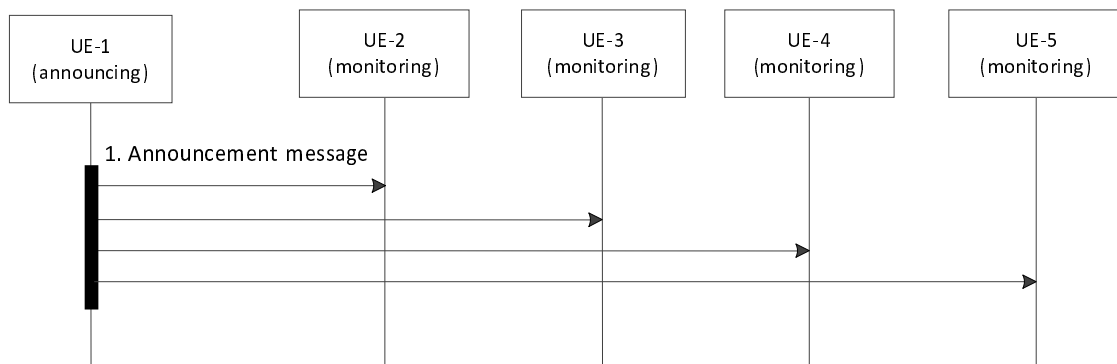 UE-1
(announcing)
UE-2
(monitoring)
UE-3
(monitoring)
UE-4
(monitoring)
UE-5
(monitoring)
1. Announcement message